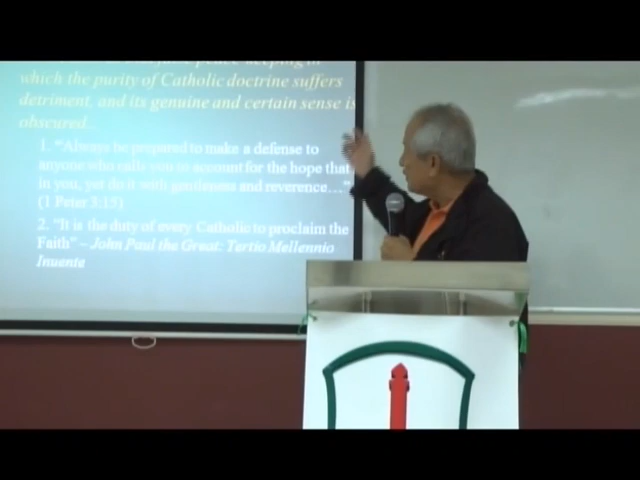 peace-keeping in
which the purity of Catholic doctrine suffers
detriment, and its genuine and certain sense is
obscured...
1. "Always be prepared to make a defense to
anyone who calls you to account for the hope that
in you, yet do it with gentleness and reverence..."
(1 Peter 3:15)
2. "It is the duty of every Catholic to proclaim the
Faith" – John Paul the Great: Tertio Mellennio
Inuente